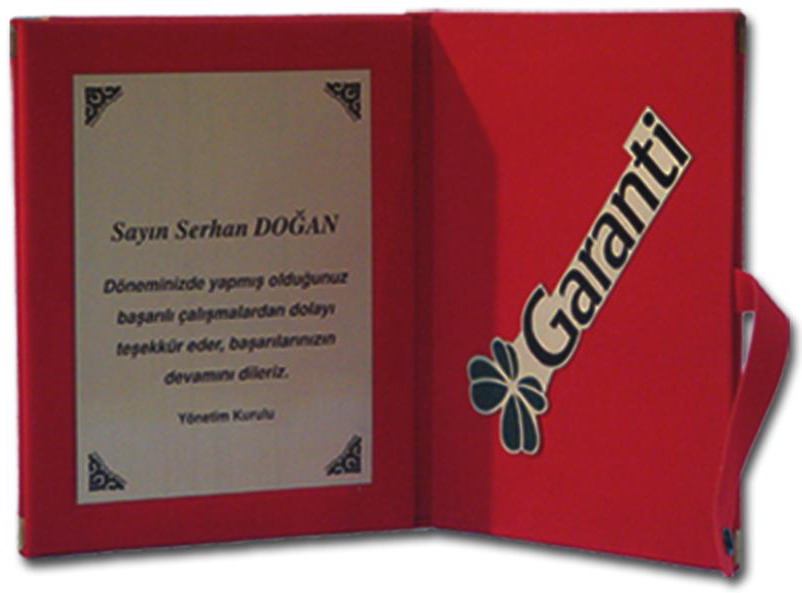 Sayın Serhan DOĞAN
Döneminizde yapmış olduğunuz
başarılı çalışmalardan dolayı
teşekkür eder, başarılarınızın
devamını dileriz.
Yönetim Kurulu
Garanti